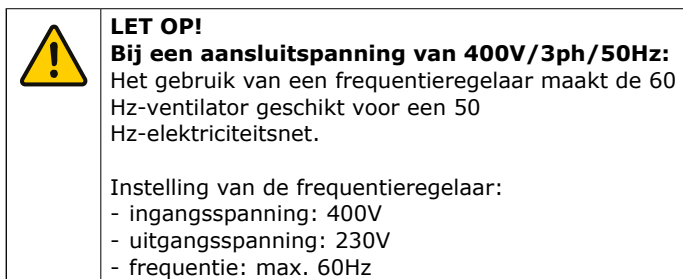 LET OP!
Bij een aansluitspanning van 400V/3ph/50Hz:
Het gebruik van een frequentieregelaar maakt de 60
Hz-ventilator geschikt voor een 50
Hz-elektriciteitsnet.
Instelling van de frequentieregelaar:
- ingangsspanning: 400V
- uitgangsspanning: 230V
- frequentie: max. 60Hz